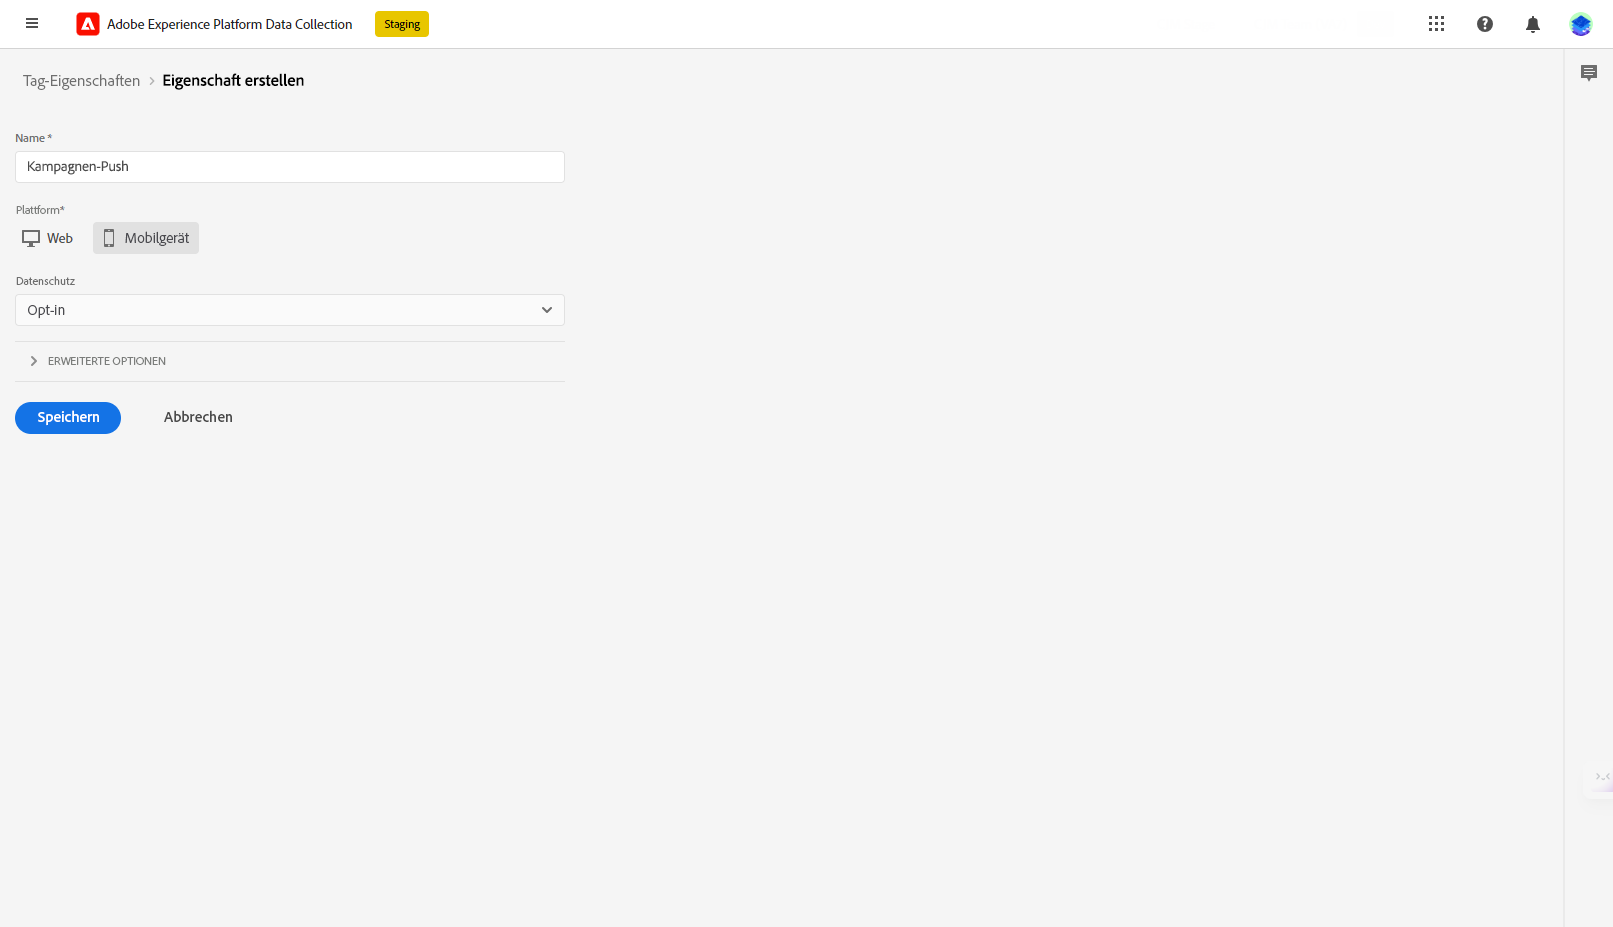 Adobe Experience Platform Data Collection
Staging
Tag-Eigenschaften > Eigenschaft erstellen
Name *
Kampagnen-Push
Plattform*
Web
Mobilgerät
Datenschutz
Opt-in
ERWEITERTE OPTIONEN
Speichern
Abbrechen